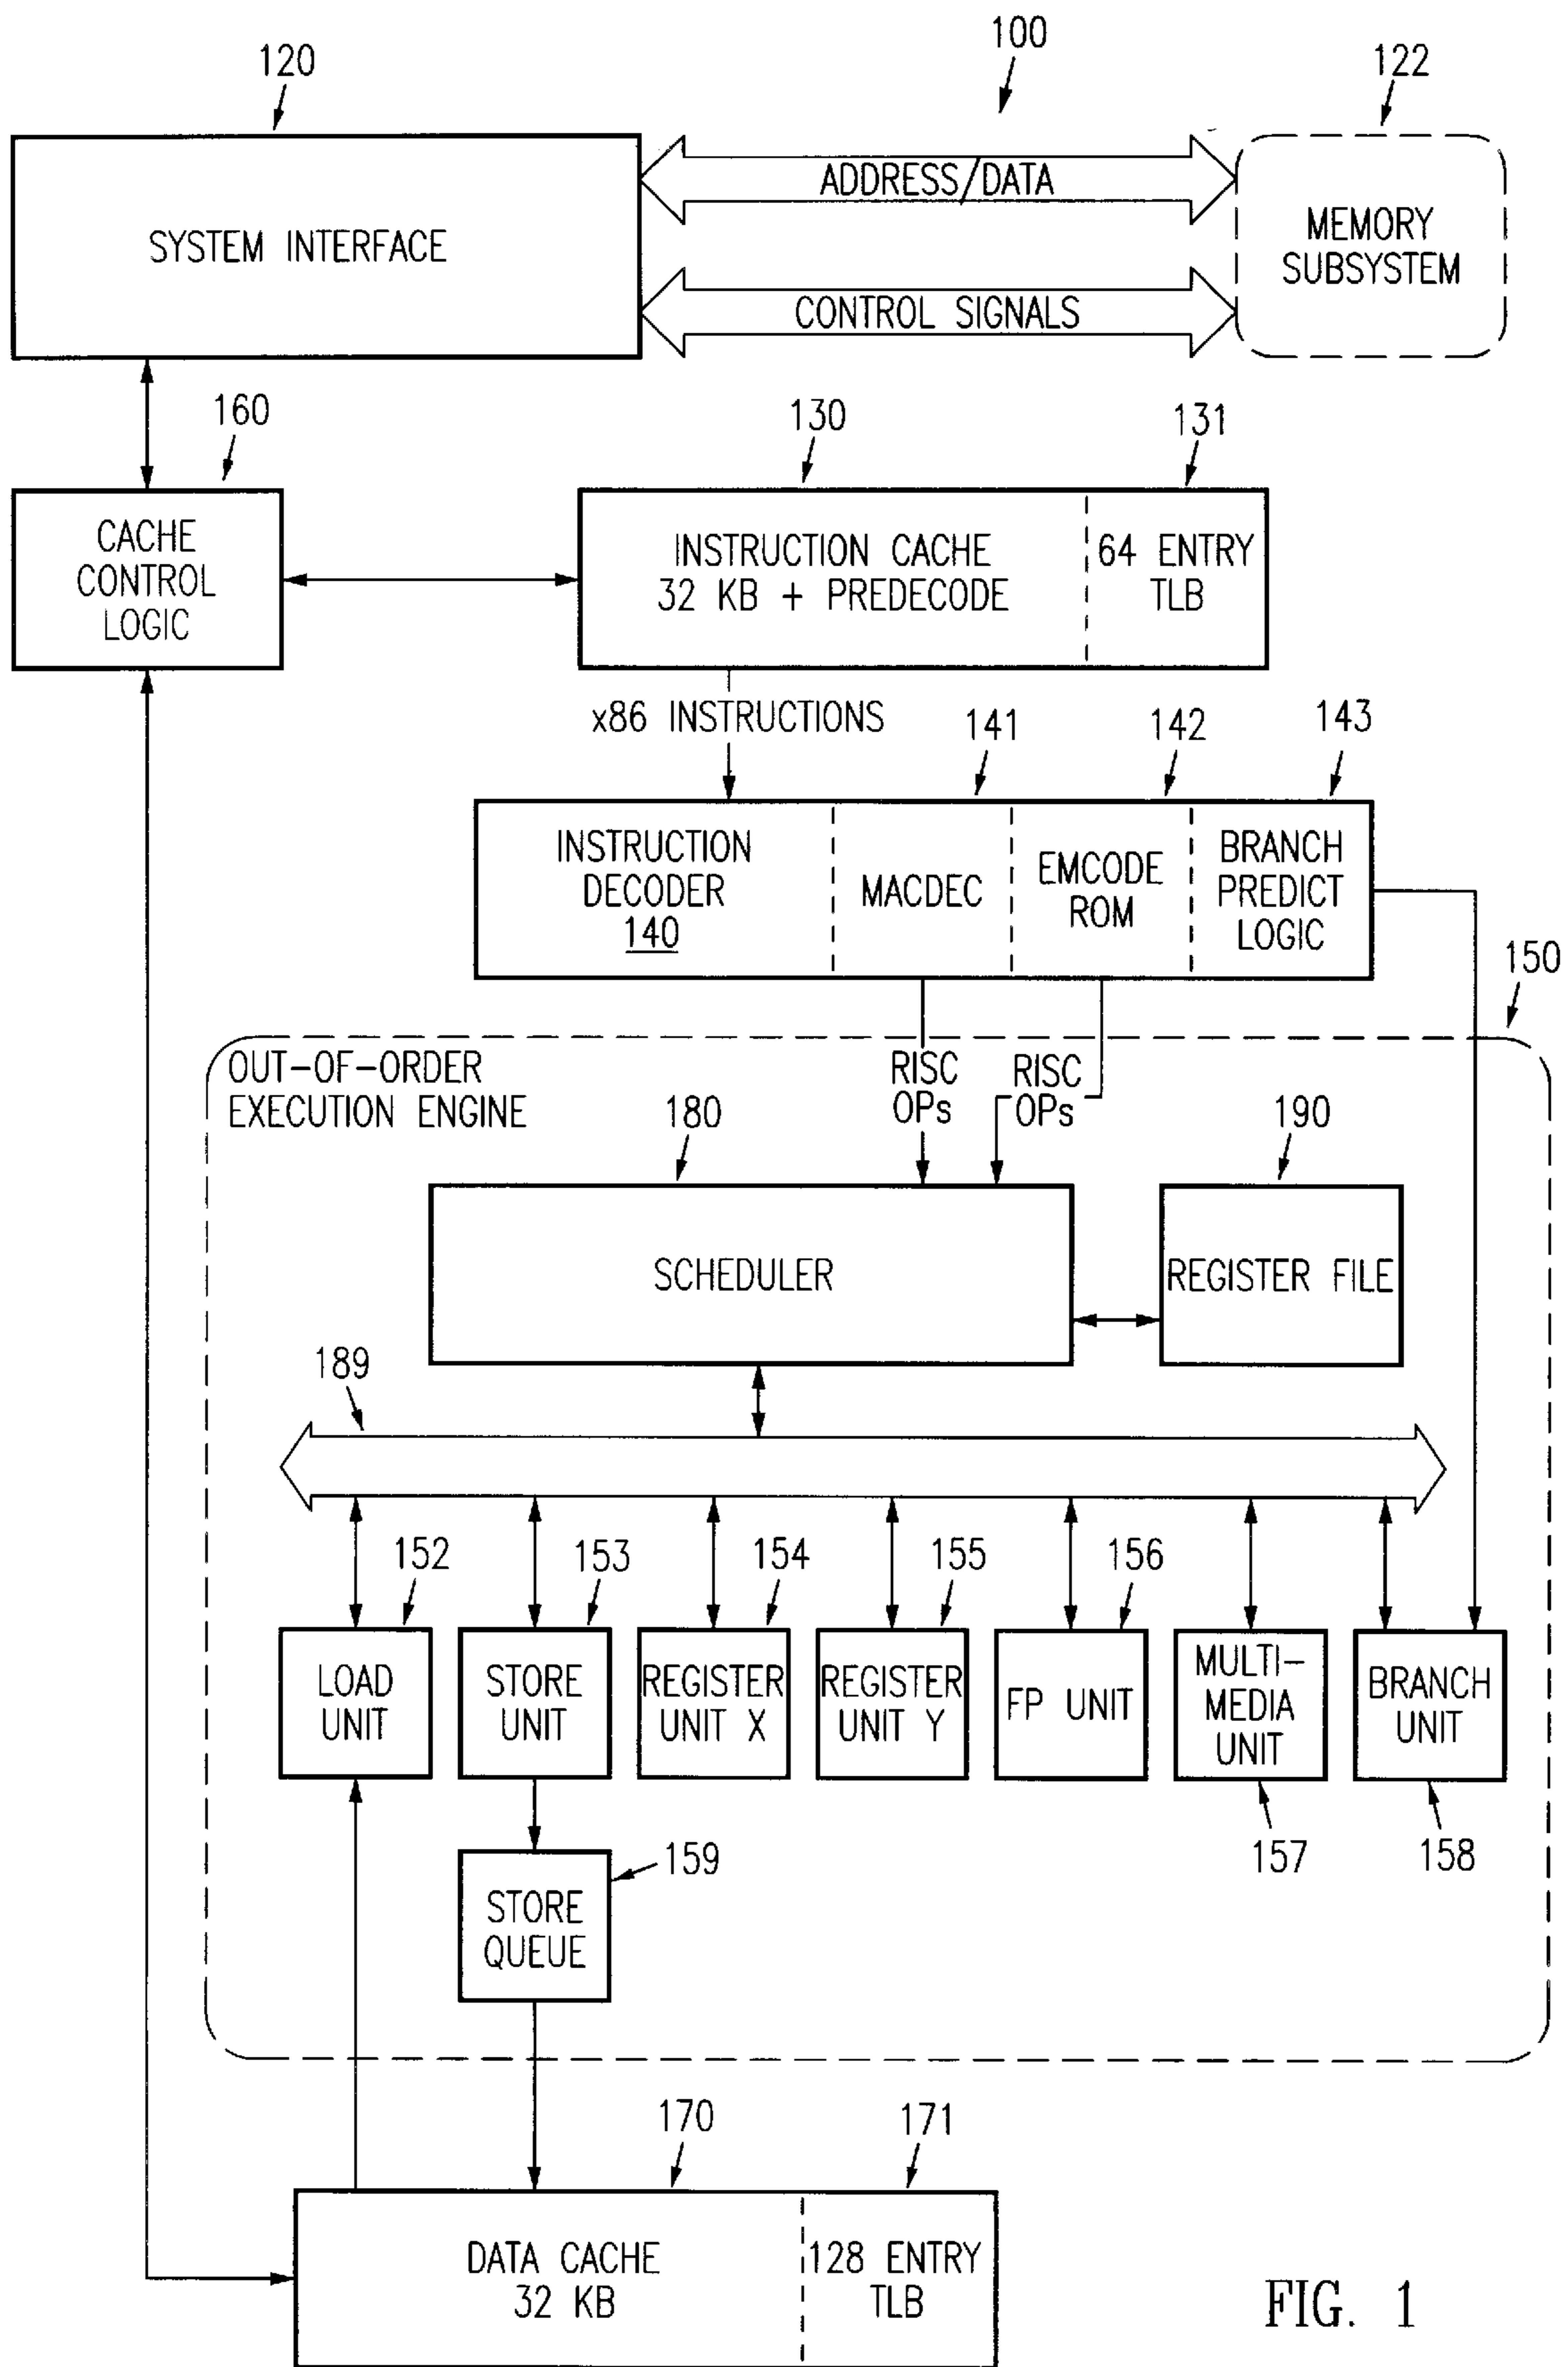 100
120
122
ADDRESS/DATA
SYSTEM INTERFACE
MEMORY
SUBSYSTEM
CONTROL SIGNALS
160
130
131
CACHE
CONTROL
LOGIC
INSTRUCTION CACHE
32 KB + PREDECODE
64 ENTRY
TLB
x86 INSTRUCTIONS
141
142
143
INSTRUCTION
DECODER
140
MACDEC
EMCODE
ROM
BRANCH
PREDICT
LOGIC
150
OUT-OF-ORDER
EXECUTION ENGINE
RISC
OPs
RISC
OPs
180
190
SCHEDULER
REGISTER FILE
189
152
153
154
155
156
LOAD
UNIT
STORE
UNIT
REGISTER
UNIT X
REGISTER
UNIT Y
FP UNIT
MULTI-
MEDIA
UNIT
BRANCH
UNIT
157
158
159
STORE
QUEUE
170
171
DATA CACHE
32 KB
128 ENTRY
TLB
FIG. 1